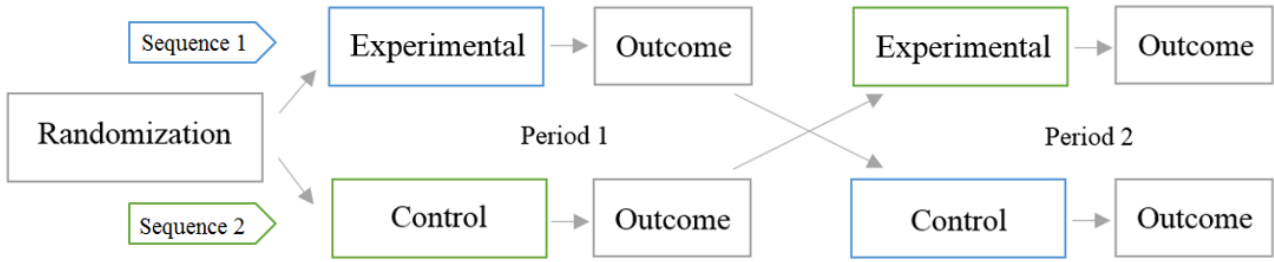 Sequence 1
Experimental
Outcome
Experimental
Outcome
Randomization
Period 1
Period 2
Sequence 2
Control
Outcome
Control
Outcome